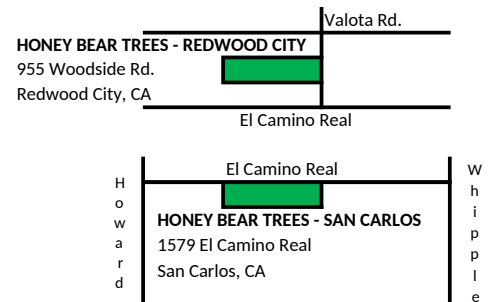 Valota Rd.
HONEY BEAR TREES - REDWOOD CITY
955 Woodside Rd.
Redwood City, CA
El Camino Real
El Camino Real
Howard
Whipple
HONEY BEAR TREES - SAN CARLOS
1579 El Camino Real
San Carlos, CA